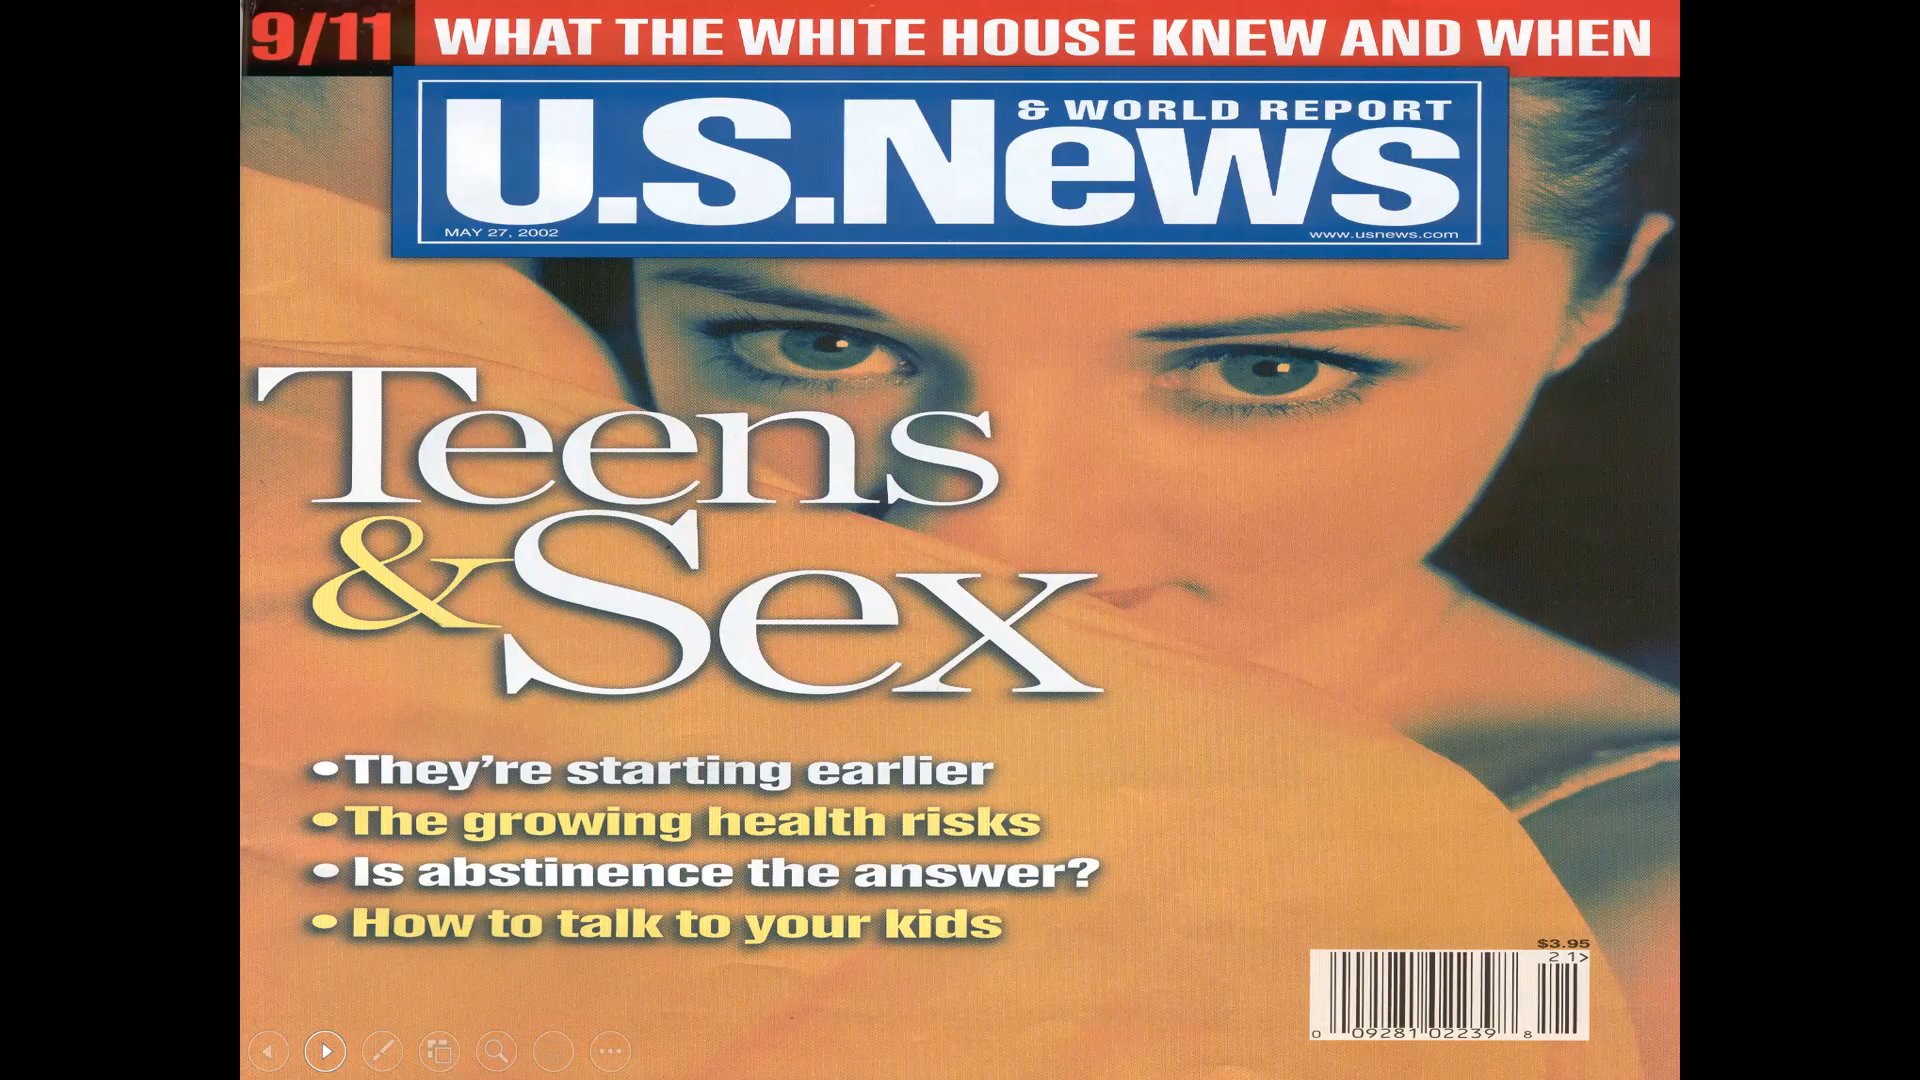 9/11 WHAT THE WHITE HOUSE KNEW AND WHEN
& WORLD REPORT
U.S.News
MAY 27, 2002 www.usnews.com
Teens
&Sex
•They're starting earlier
•The growing health risks
• Is abstinence the answer?
• How to talk to your kids
$3.95
21>
0 09281 02239 8